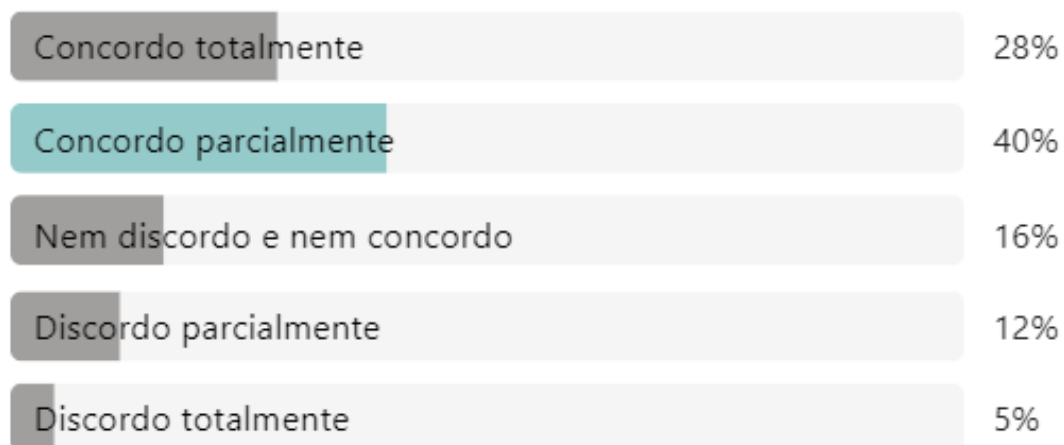 Concordo totalmente 28%
Concordo parcialmente 40%
Nem discordo e nem concordo 16%
Discordo parcialmente 12%
Discordo totalmente 5%